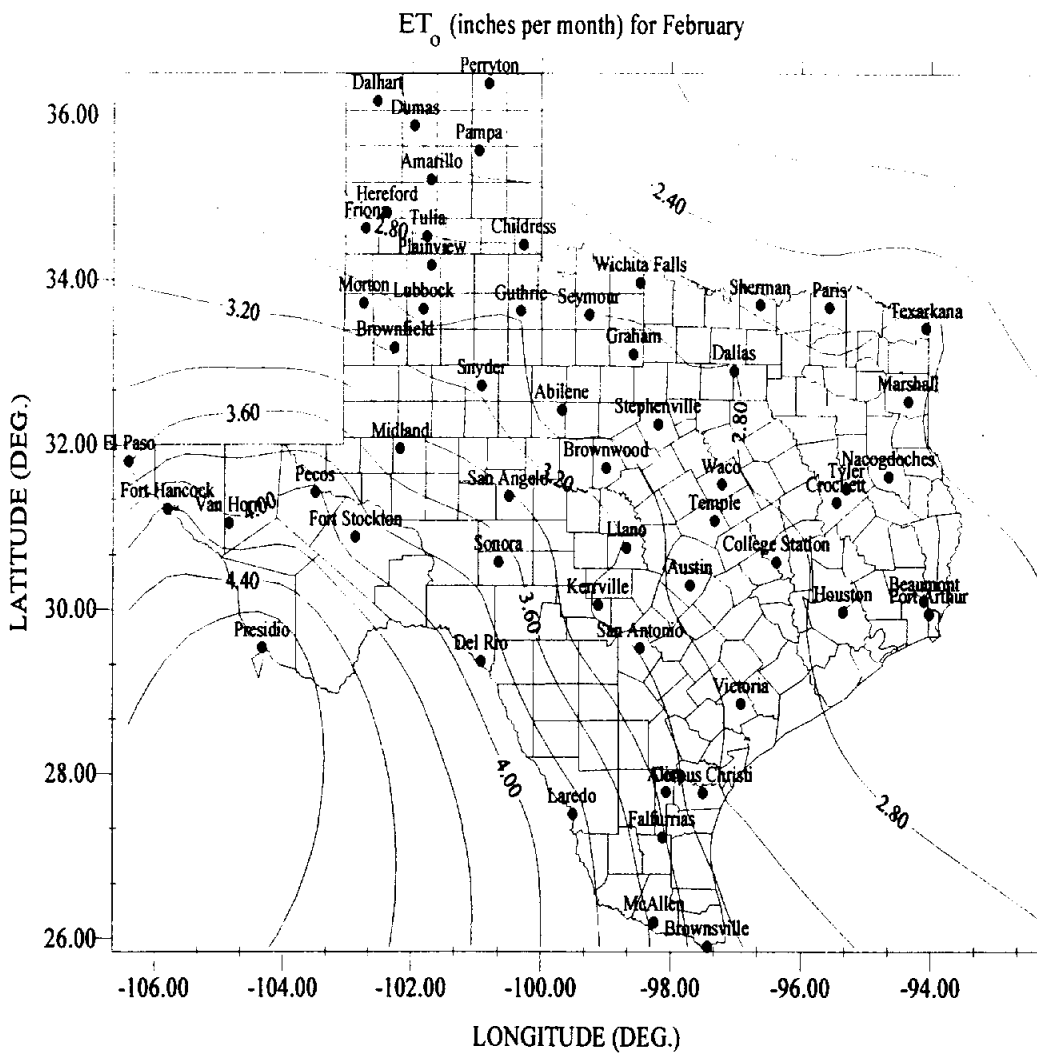 ET₀ (inches per month) for February
Perryton
Dalhart
Dumas
36.00
Pampa
Amarillo
2.40
Hereford
Friona
2.80
Tulia
Childress
Plainview
Wichita Falls
34.00
Morton
Lubbock
Guthrie
Seymour
Sherman
Paris
Texarkana
3.20
Brownfield
Graham
Dallas
Snyder
Marshall
Abilene
3.60
Stephenville
2.80
32.00
El Paso
Midland
Brownwood
Nacogdoches
Waco
Tyler
Pecos
San Angelo
3.20
Crockett
Fort Hancock
Van Horn
4.00
Temple
Fort Stockton
Llano
College Station
Sonora
Austin
4.40
Kerrville
Beaumont
30.00
3.60
Houston
Port Arthur
Presidio
Del Rio
San Antonio
Victoria
28.00
4.00
Corpus Christi
Laredo
2.80
Falfurrias
McAllen
26.00
Brownsville
-106.00 -104.00 -102.00 -100.00 -98.00 -96.00 -94.00
LONGITUDE (DEG.)
LATITUDE (DEG.)